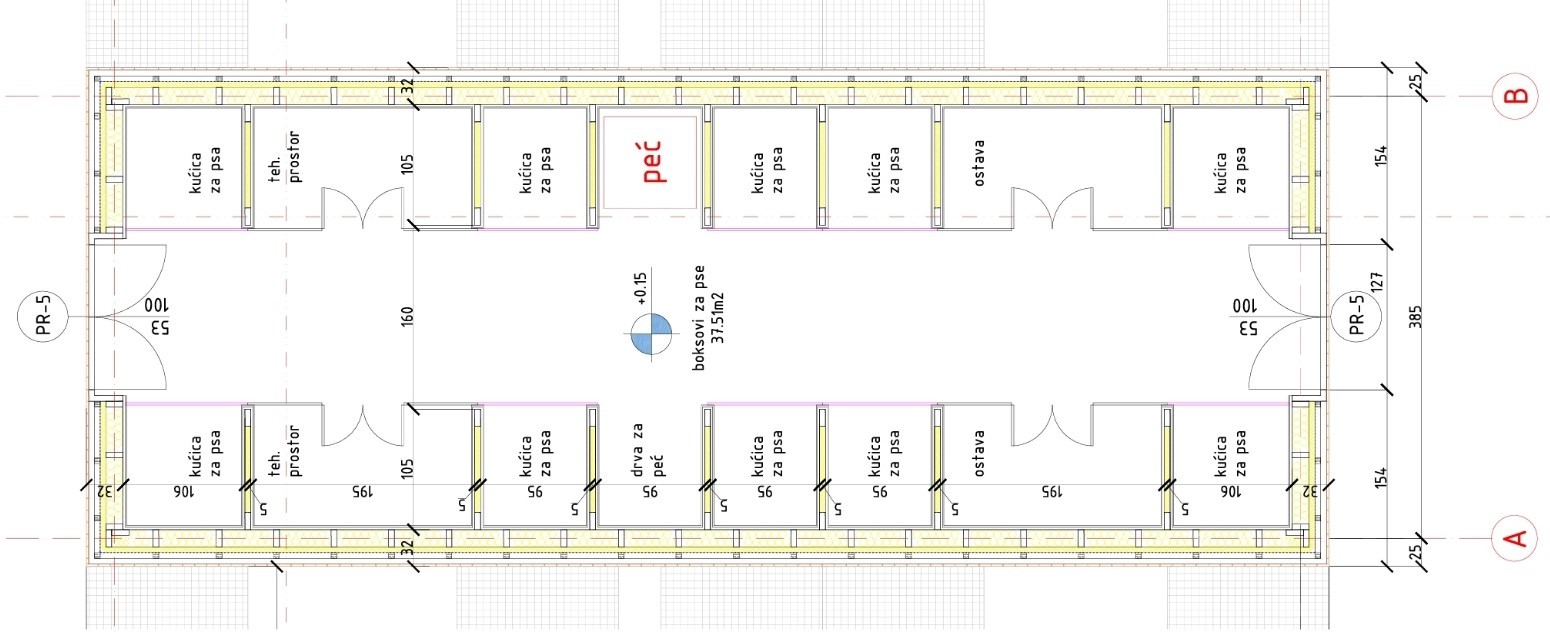 25
32
B
kućica
za psa
teh.
prostor
105
kućica
za psa
peć
kućica
za psa
kućica
za psa
ostava
kućica
za psa
154
PR-5
100
53
160
+0.15
boksovi za pse
37.51m2
100
53
PR-5
127
385
kućica
za psa
teh.
prostor
105
kućica
za psa
drva za
peć
kućica
za psa
kućica
za psa
ostava
kućica
za psa
154
32
106
5
195
5
95
5
95
5
95
5
95
5
195
5
106
32
32
25
A